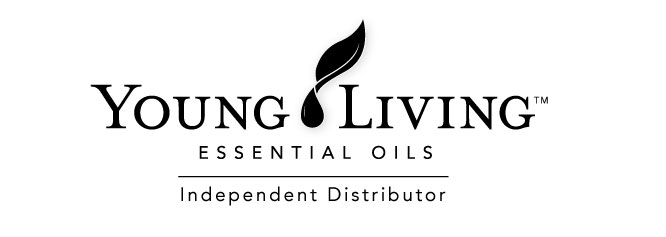 YOUNG LIVING™
ESSENTIAL OILS
Independent Distributor